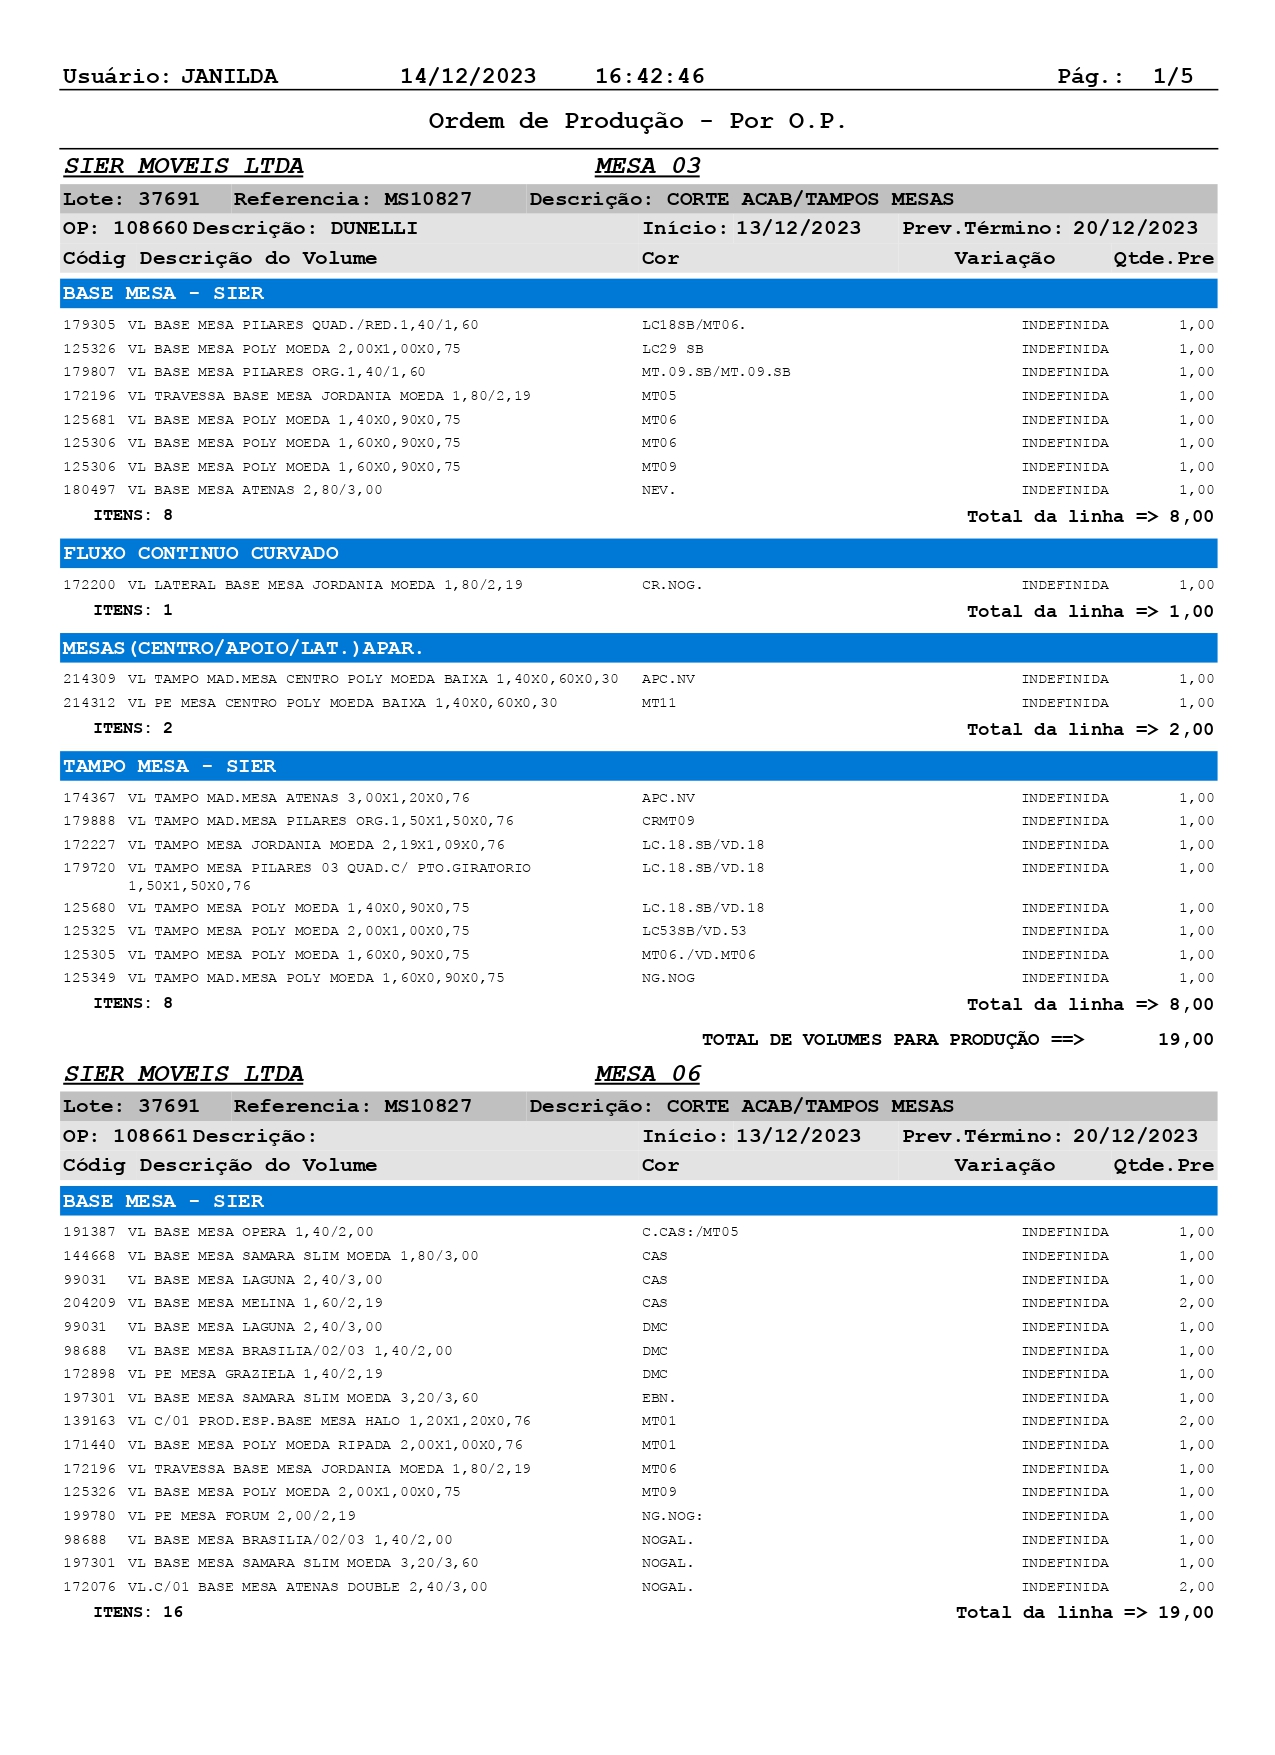 Usuário: JANILDA 14/12/2023 16:42:46 Pág.: 1/5
Ordem de Produção - Por O.P.
SIER MOVEIS LTDA MESA 03
Lote: 37691 Referencia: MS10827 Descrição: CORTE ACAB/TAMPOS MESAS
OP: 108660 Descrição: DUNELLI Início: 13/12/2023 Prev.Término: 20/12/2023
Códig Descrição do Volume Cor Variação Qtde.Pre
BASE MESA - SIER
179305 VL BASE MESA PILARES QUAD./RED.1,40/1,60 LC18SB/MT06. INDEFINIDA 1,00
125326 VL BASE MESA POLY MOEDA 2,00X1,00X0,75 LC29 SB INDEFINIDA 1,00
179807 VL BASE MESA PILARES ORG.1,40/1,60 MT.09.SB/MT.09.SB INDEFINIDA 1,00
172196 VL TRAVESSA BASE MESA JORDANIA MOEDA 1,80/2,19 MT05 INDEFINIDA 1,00
125681 VL BASE MESA POLY MOEDA 1,40X0,90X0,75 MT06 INDEFINIDA 1,00
125306 VL BASE MESA POLY MOEDA 1,60X0,90X0,75 MT06 INDEFINIDA 1,00
125306 VL BASE MESA POLY MOEDA 1,60X0,90X0,75 MT09 INDEFINIDA 1,00
180497 VL BASE MESA ATENAS 2,80/3,00 NEV. INDEFINIDA 1,00
ITENS: 8 Total da linha => 8,00
FLUXO CONTINUO CURVADO
172200 VL LATERAL BASE MESA JORDANIA MOEDA 1,80/2,19 CR.NOG. INDEFINIDA 1,00
ITENS: 1 Total da linha => 1,00
MESAS(CENTRO/APOIO/LAT.)APAR.
214309 VL TAMPO MAD.MESA CENTRO POLY MOEDA BAIXA 1,40X0,60X0,30 APC.NV INDEFINIDA 1,00
214312 VL PE MESA CENTRO POLY MOEDA BAIXA 1,40X0,60X0,30 MT11 INDEFINIDA 1,00
ITENS: 2 Total da linha => 2,00
TAMPO MESA - SIER
174367 VL TAMPO MAD.MESA ATENAS 3,00X1,20X0,76 APC.NV INDEFINIDA 1,00
179888 VL TAMPO MAD.MESA PILARES ORG.1,50X1,50X0,76 CRMT09 INDEFINIDA 1,00
172227 VL TAMPO MESA JORDANIA MOEDA 2,19X1,09X0,76 LC.18.SB/VD.18 INDEFINIDA 1,00
179720 VL TAMPO MESA PILARES 03 QUAD.C/ PTO.GIRATORIO LC.18.SB/VD.18 INDEFINIDA 1,00
1,50X1,50X0,76
125680 VL TAMPO MESA POLY MOEDA 1,40X0,90X0,75 LC.18.SB/VD.18 INDEFINIDA 1,00
125325 VL TAMPO MESA POLY MOEDA 2,00X1,00X0,75 LC53SB/VD.53 INDEFINIDA 1,00
125305 VL TAMPO MESA POLY MOEDA 1,60X0,90X0,75 MT06./VD.MT06 INDEFINIDA 1,00
125349 VL TAMPO MAD.MESA POLY MOEDA 1,60X0,90X0,75 NG.NOG INDEFINIDA 1,00
ITENS: 8 Total da linha => 8,00
TOTAL DE VOLUMES PARA PRODUÇÃO ==> 19,00
SIER MOVEIS LTDA MESA 06
Lote: 37691 Referencia: MS10827 Descrição: CORTE ACAB/TAMPOS MESAS
OP: 108661 Descrição: Início: 13/12/2023 Prev.Término: 20/12/2023
Códig Descrição do Volume Cor Variação Qtde.Pre
BASE MESA - SIER
191387 VL BASE MESA OPERA 1,40/2,00 C.CAS:/MT05 INDEFINIDA 1,00
144668 VL BASE MESA SAMARA SLIM MOEDA 1,80/3,00 CAS INDEFINIDA 1,00
99031 VL BASE MESA LAGUNA 2,40/3,00 CAS INDEFINIDA 1,00
204209 VL BASE MESA MELINA 1,60/2,19 CAS INDEFINIDA 2,00
99031 VL BASE MESA LAGUNA 2,40/3,00 DMC INDEFINIDA 1,00
98688 VL BASE MESA BRASILIA/02/03 1,40/2,00 DMC INDEFINIDA 1,00
172898 VL PE MESA GRAZIELA 1,40/2,19 DMC INDEFINIDA 1,00
197301 VL BASE MESA SAMARA SLIM MOEDA 3,20/3,60 EBN. INDEFINIDA 1,00
139163 VL C/01 PROD.ESP.BASE MESA HALO 1,20X1,20X0,76 MT01 INDEFINIDA 2,00
171440 VL BASE MESA POLY MOEDA RIPADA 2,00X1,00X0,76 MT01 INDEFINIDA 1,00
172196 VL TRAVESSA BASE MESA JORDANIA MOEDA 1,80/2,19 MT06 INDEFINIDA 1,00
125326 VL BASE MESA POLY MOEDA 2,00X1,00X0,75 MT09 INDEFINIDA 1,00
199780 VL PE MESA FORUM 2,00/2,19 NG.NOG: INDEFINIDA 1,00
98688 VL BASE MESA BRASILIA/02/03 1,40/2,00 NOGAL. INDEFINIDA 1,00
197301 VL BASE MESA SAMARA SLIM MOEDA 3,20/3,60 NOGAL. INDEFINIDA 1,00
172076 VL.C/01 BASE MESA ATENAS DOUBLE 2,40/3,00 NOGAL. INDEFINIDA 2,00
ITENS: 16 Total da linha => 19,00